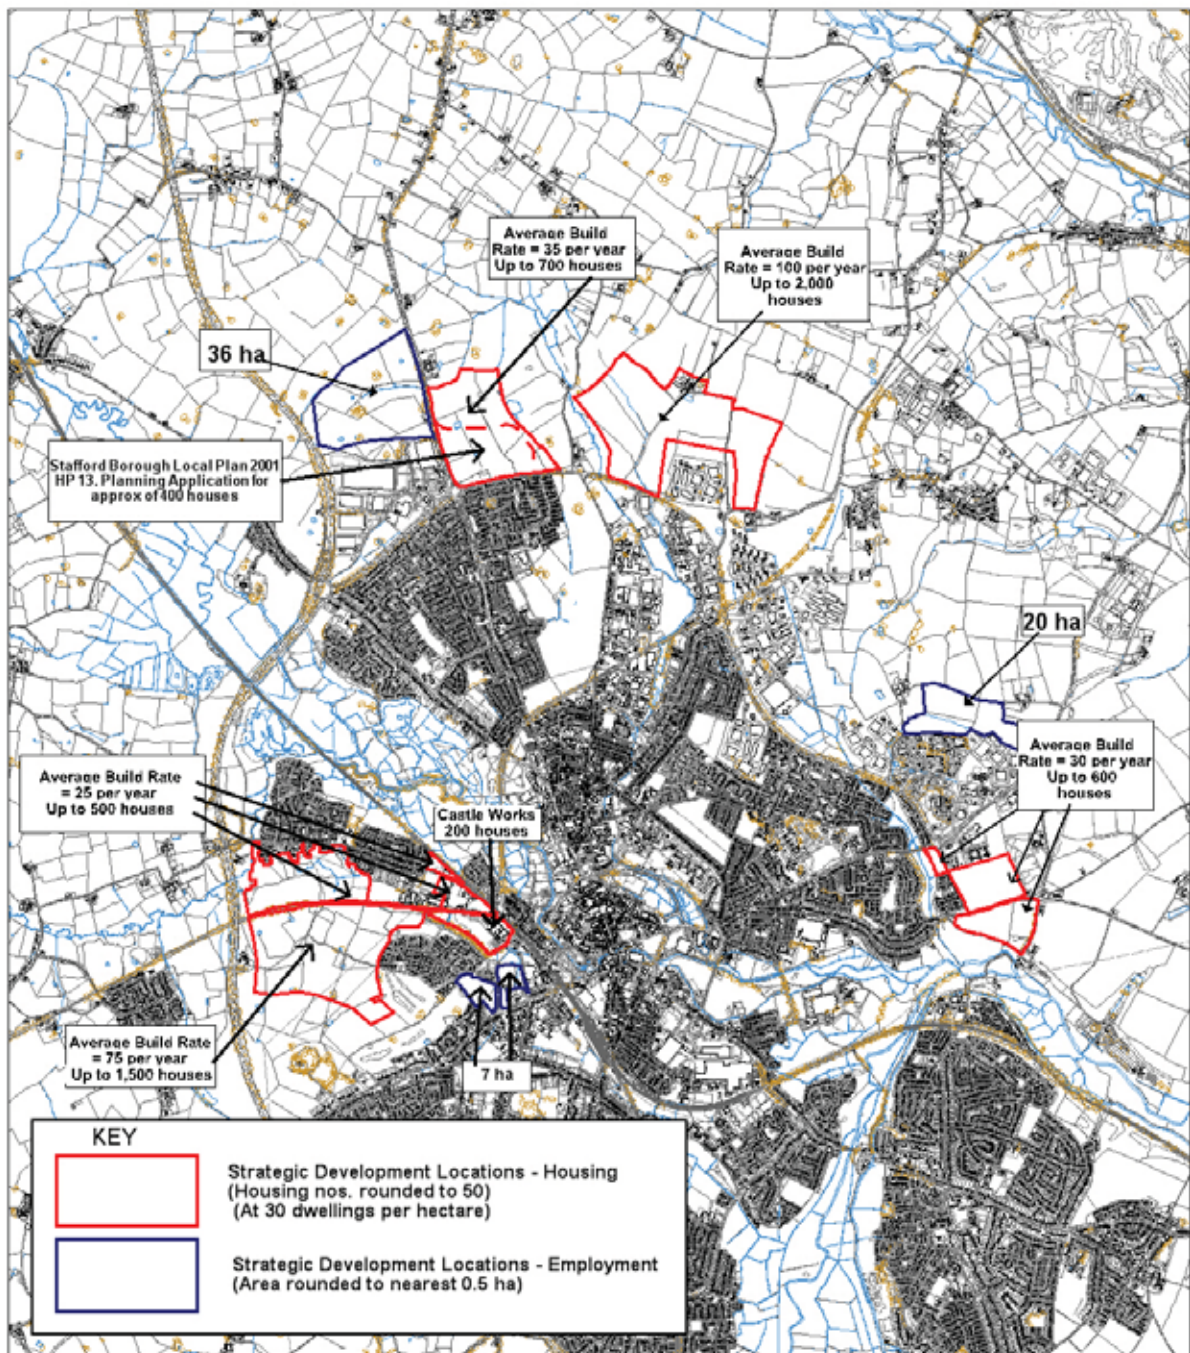 Average Build
Rate = 35 per year
Up to 700 houses
Average Build
Rate = 100 per year
Up to 2,000
houses
36 ha
Stafford Borough Local Plan 2001
HP 13. Planning Application for
approx of 400 houses
20 ha
Average Build
Rate = 30 per year
Up to 600
houses
Average Build Rate
= 25 per year
Up to 500 houses
Castle Works
200 houses
Average Build Rate
= 75 per year
Up to 1,500 houses
7 ha
KEY
Strategic Development Locations - Housing
(Housing nos. rounded to 50)
(At 30 dwellings per hectare)
Strategic Development Locations - Employment
(Area rounded to nearest 0.5 ha)